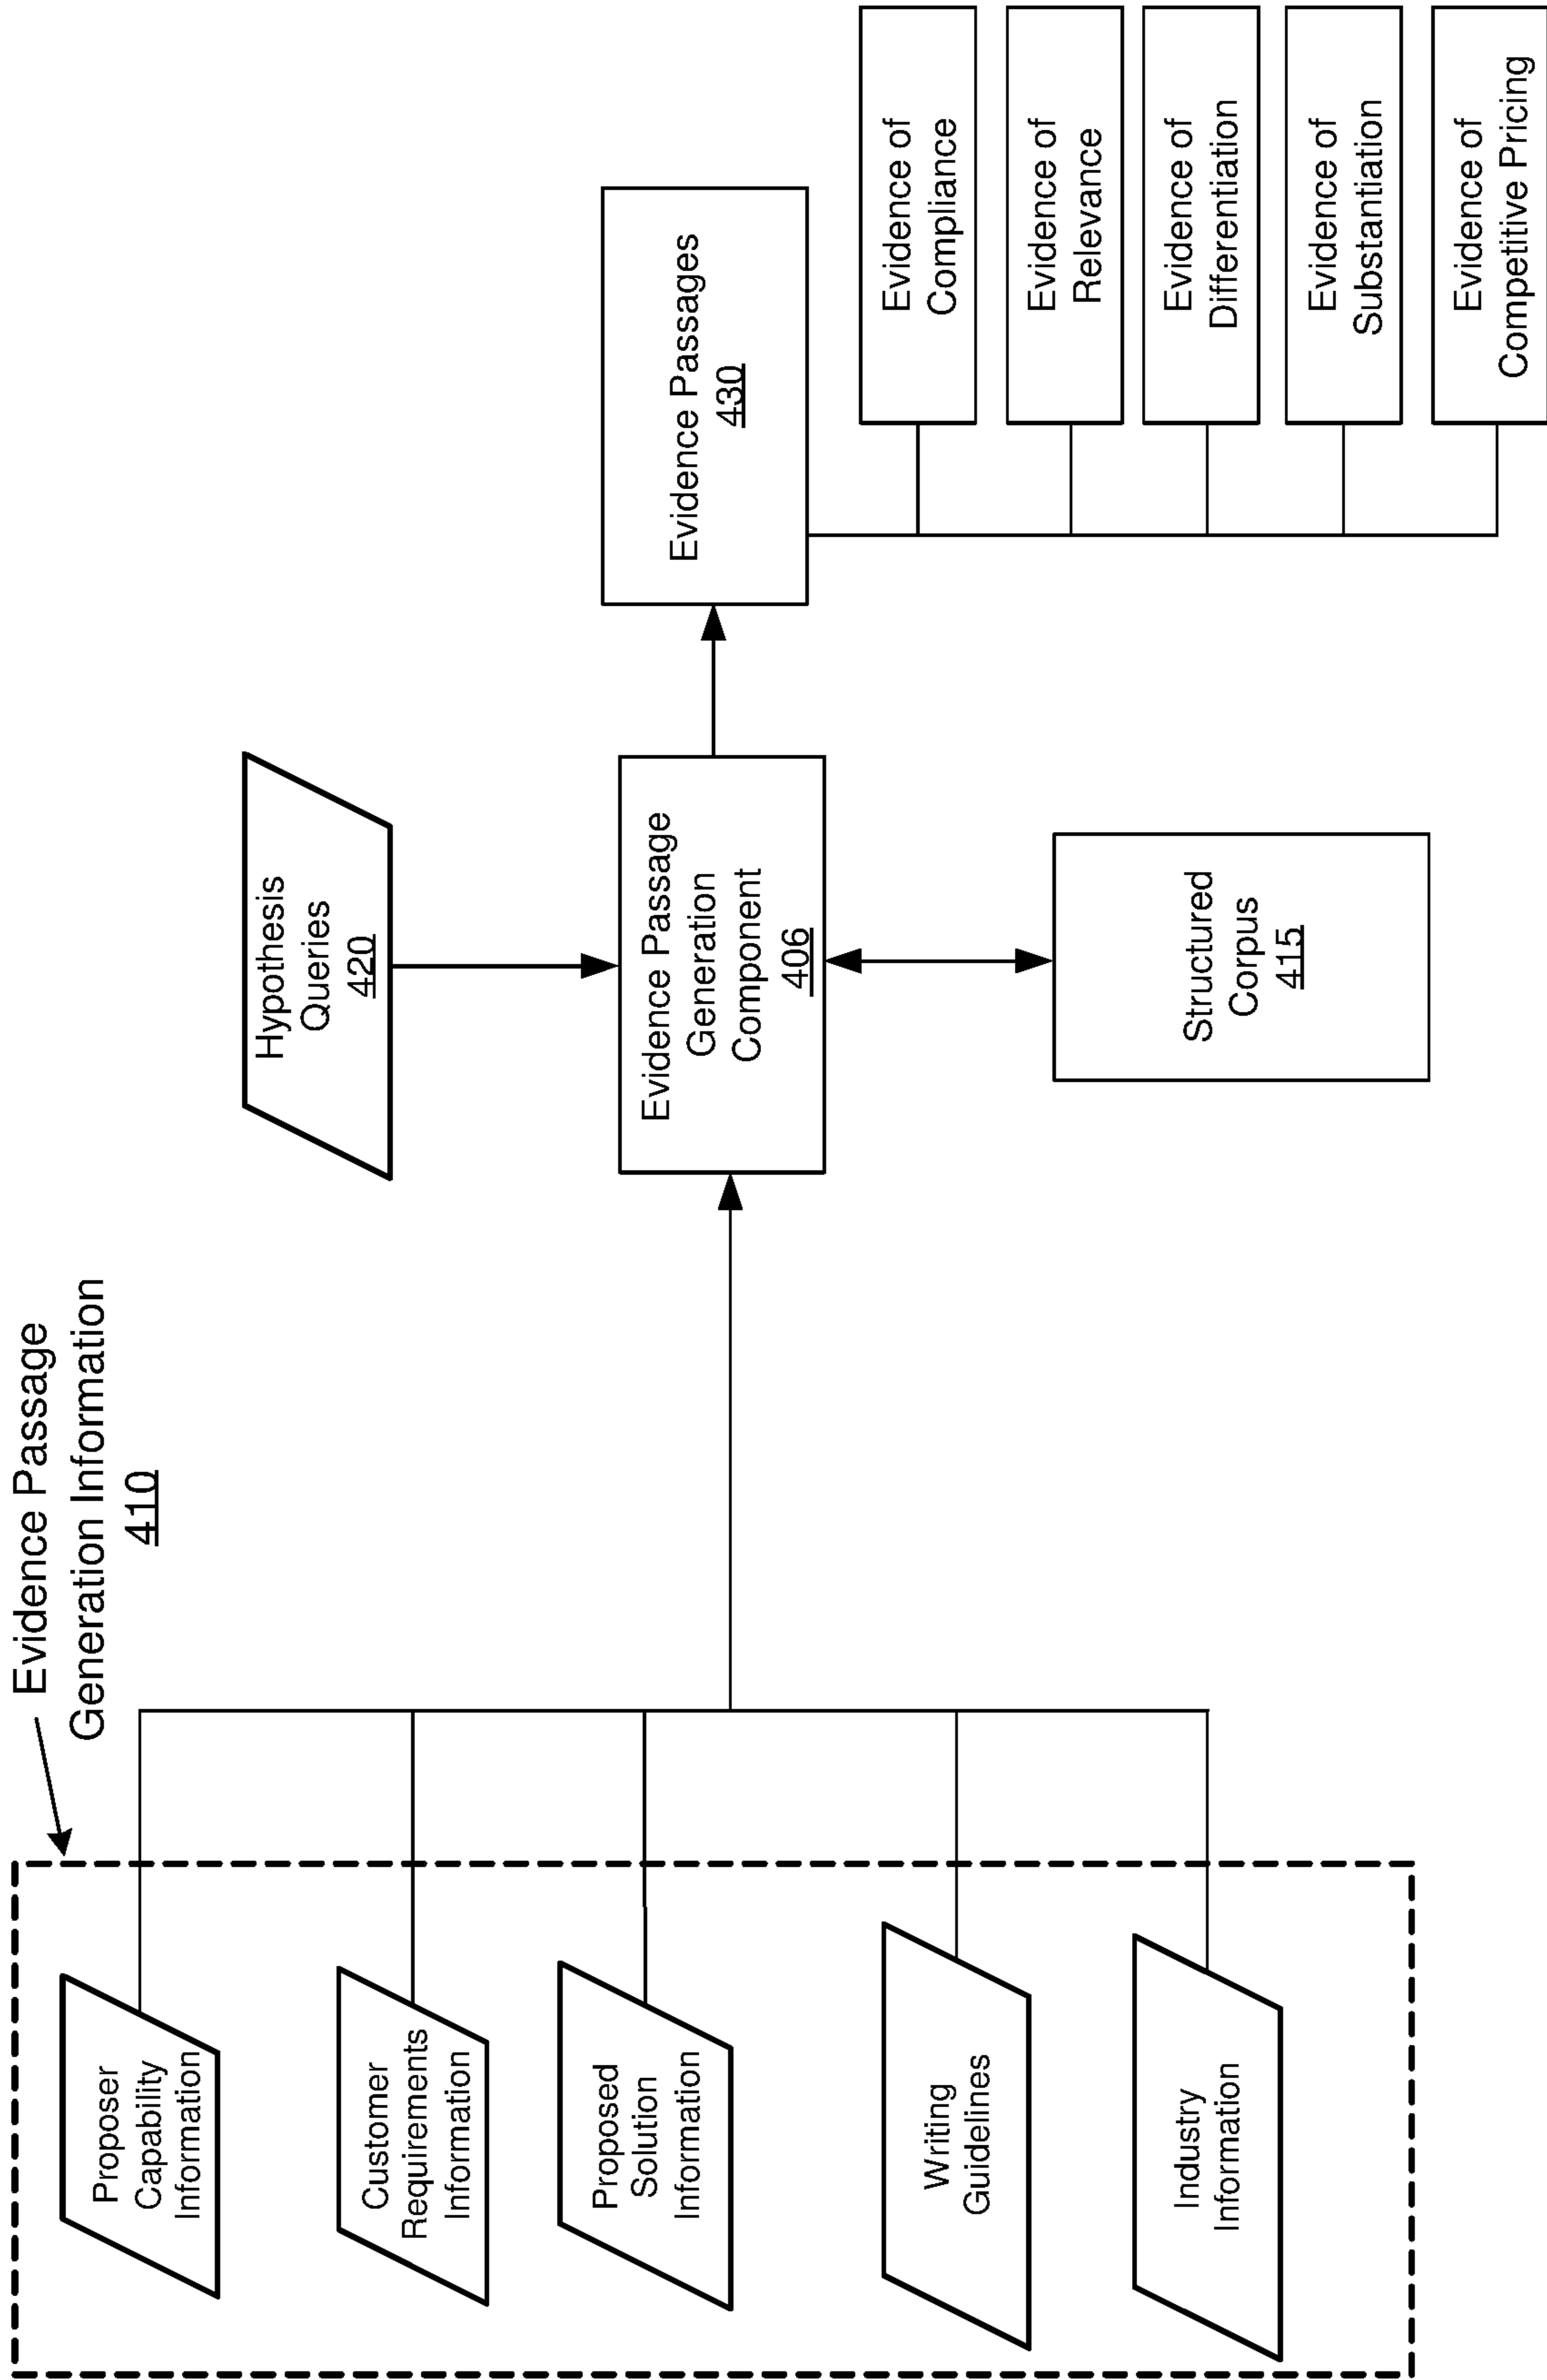 Evidence Passage
Generation Information
410
Proposer
Capability
Information
Customer
Requirements
Information
Proposed
Solution
Information
Writing
Guidelines
Industry
Information
Hypothesis
Queries
420
Evidence Passage
Generation
Component
406
Structured
Corpus
415
Evidence Passages
430
Evidence of
Compliance
Evidence of
Relevance
Evidence of
Differentiation
Evidence of
Substantiation
Evidence of
Competitive Pricing